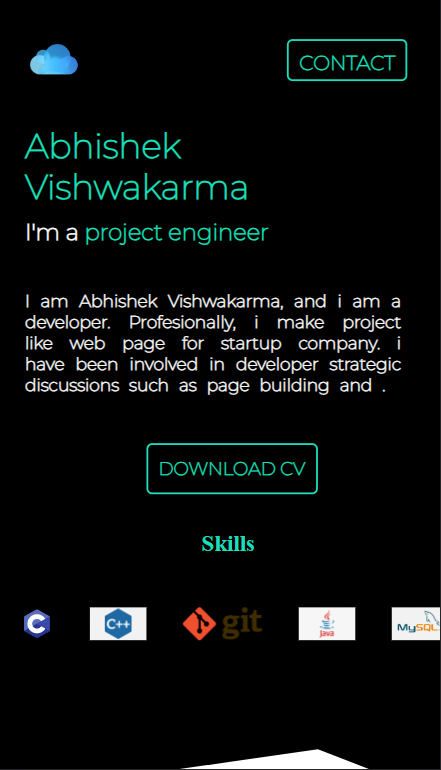 CONTACT
Abhishek
Vishwakarma
I'm a project engineer
I am Abhishek Vishwakarma, and i am a
developer. Profesionally, i make project
like web page for startup company. i
have been involved in developer strategic
discussions such as page building and .
DOWNLOAD CV
Skills
C C++ git Java MySQL